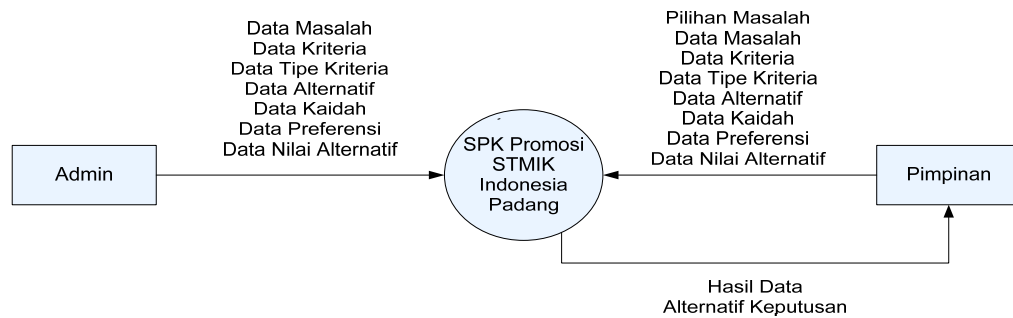 Data Masalah
Data Kriteria
Data Tipe Kriteria
Data Alternatif
Data Kaidah
Data Preferensi
Data Nilai Alternatif
Pilihan Masalah
Data Masalah
Data Kriteria
Data Tipe Kriteria
Data Alternatif
Data Kaidah
Data Preferensi
Data Nilai Alternatif
Admin
SPK Promosi
STMIK
Indonesia
Padang
Pimpinan
Hasil Data
Alternatif Keputusan